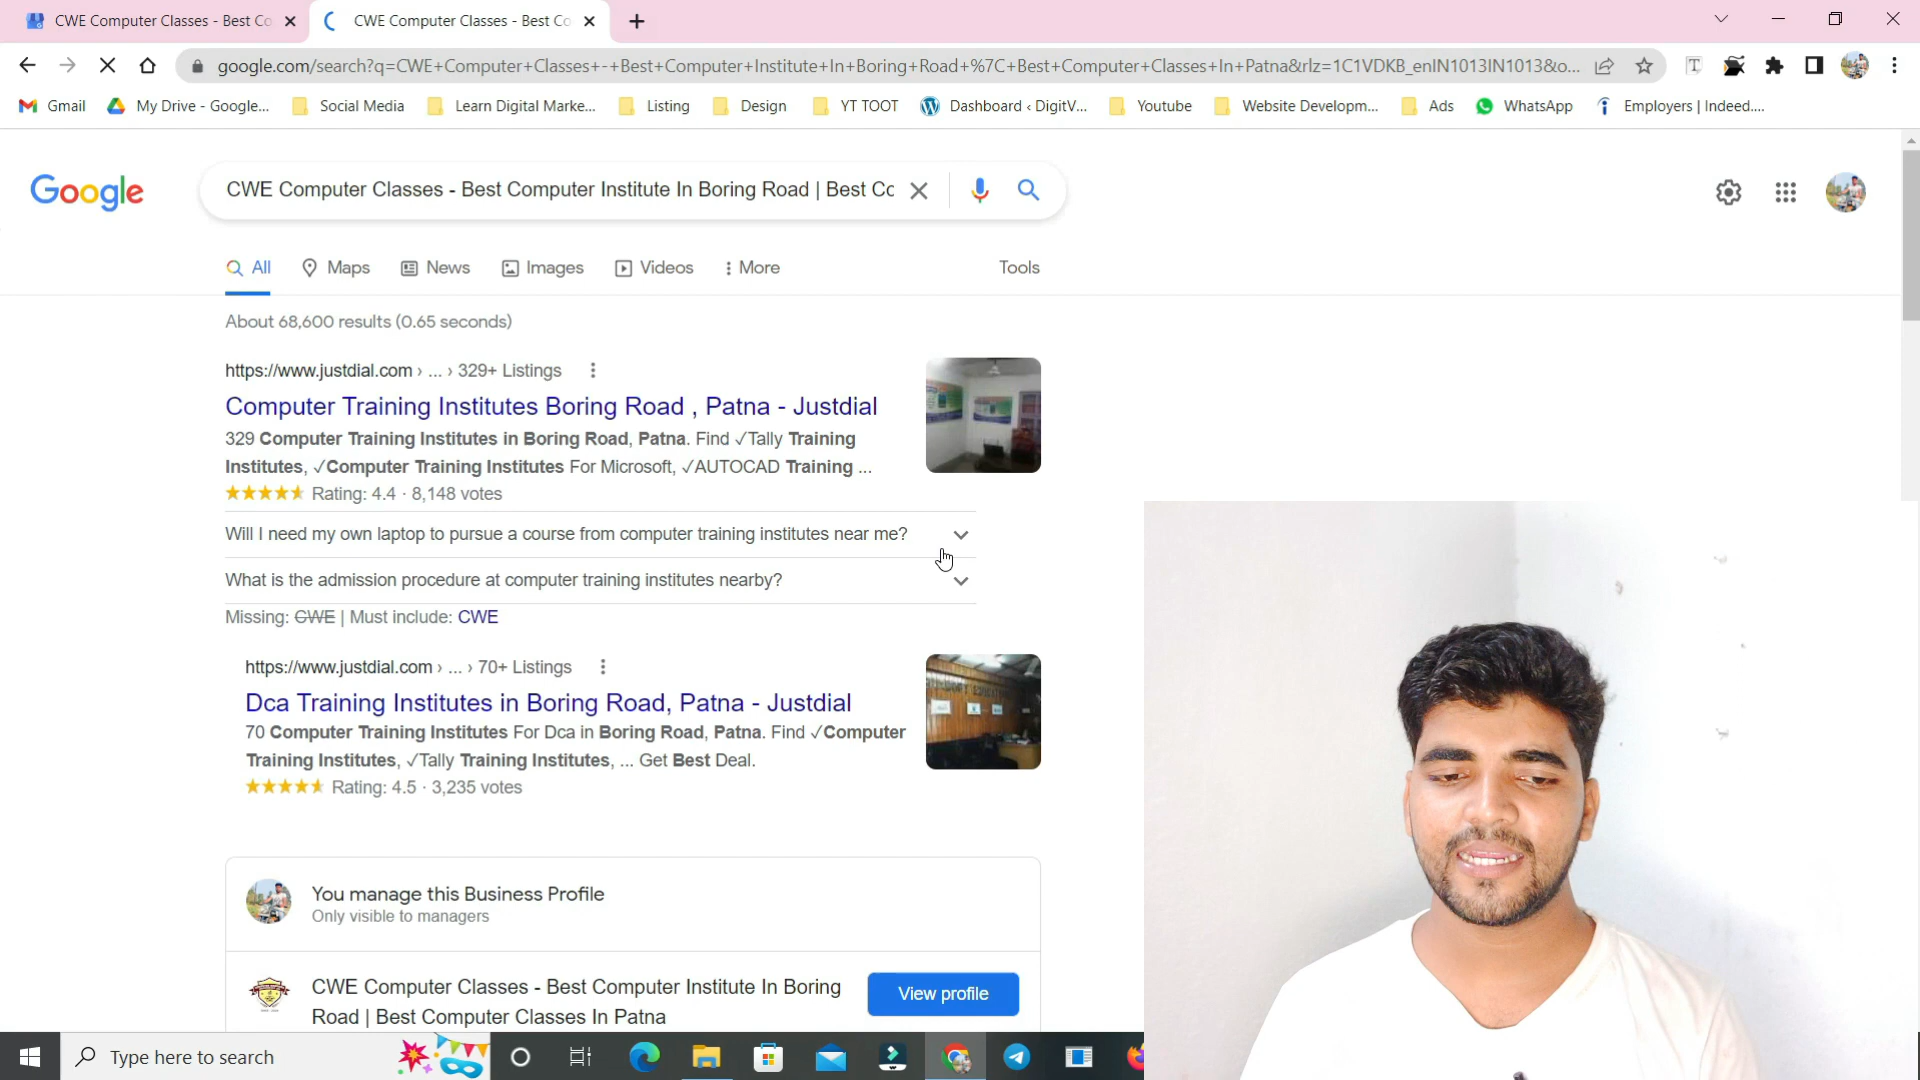 CWE Computer Classes - Best Co
CWE Computer Classes - Best Co
google.com/search?q=CWE+Computer+Classes+-+Best+Computer+Institute+In+Boring+Road+%7C+Best+Computer+Classes+In+Patna&rlz=1C1VDKB_enIN1013IN1013&o...
Gmail
My Drive - Google...
Social Media
Learn Digital Marke...
Listing
Design
YT TOOT
Dashboard ‹ DigitV...
Youtube
Website Developm...
Ads
WhatsApp
Employers | Indeed....
Google
CWE Computer Classes - Best Computer Institute In Boring Road | Best Cc
All
Maps
News
Images
Videos
More
Tools
About 68,600 results (0.65 seconds)
https://www.justdial.com › ... › 329+ Listings
Computer Training Institutes Boring Road , Patna - Justdial
329 Computer Training Institutes in Boring Road, Patna. Find ✓Tally Training
Institutes, ✓Computer Training Institutes For Microsoft, ✓AUTOCAD Training ...
Rating: 4.4 · 8,148 votes
Will I need my own laptop to pursue a course from computer training institutes near me?
What is the admission procedure at computer training institutes nearby?
Missing: CWE | Must include: CWE
https://www.justdial.com › ... › 70+ Listings
Dca Training Institutes in Boring Road, Patna - Justdial
70 Computer Training Institutes For Dca in Boring Road, Patna. Find ✓Computer
Training Institutes, ✓Tally Training Institutes, ... Get Best Deal.
Rating: 4.5 · 3,235 votes
You manage this Business Profile
Only visible to managers
CWE Computer Classes - Best Computer Institute In Boring
Road | Best Computer Classes In Patna
View profile
Type here to search